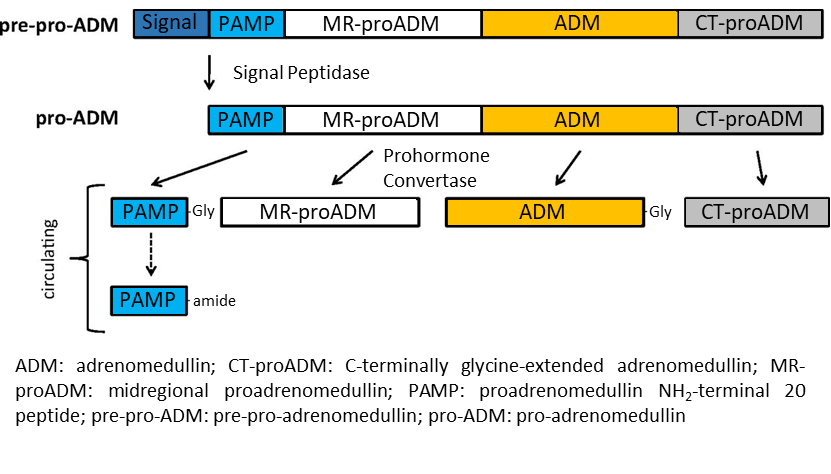 pre-pro-ADM Signal PAMP MR-proADM ADM CT-proADM
Signal Peptidase
pro-ADM PAMP MR-proADM ADM CT-proADM
Prohormone
Convertase
circulating
PAMP -Gly MR-proADM ADM -Gly CT-proADM
PAMP -amide
ADM: adrenomedullin; CT-proADM: C-terminally glycine-extended adrenomedullin; MR-
proADM: midregional proadrenomedullin; PAMP: proadrenomedullin NH₂-terminal 20
peptide; pre-pro-ADM: pre-pro-adrenomedullin; pro-ADM: pro-adrenomedullin